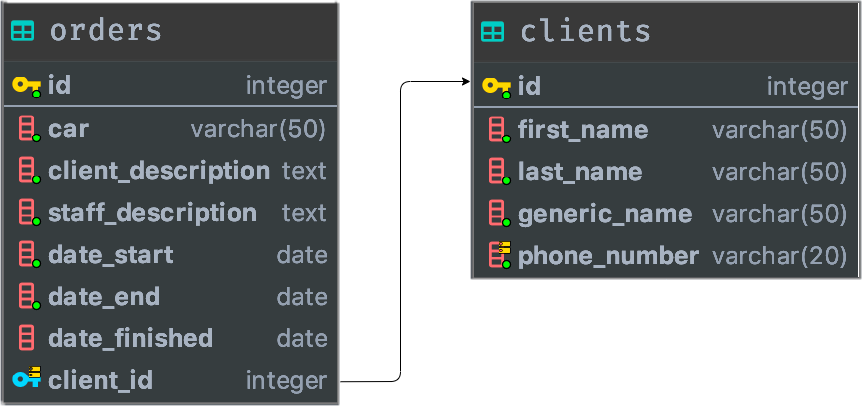 orders
id integer
car varchar(50)
client_description text
staff_description text
date_start date
date_end date
date_finished date
client_id integer
clients
id integer
first_name varchar(50)
last_name varchar(50)
generic_name varchar(50)
phone_number varchar(20)